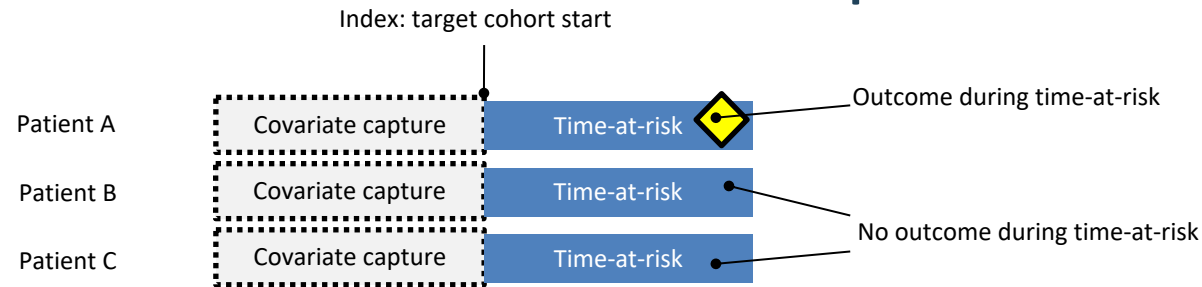 Index: target cohort start
Patient A
Covariate capture
Time-at-risk
Outcome during time-at-risk
Patient B
Covariate capture
Time-at-risk
No outcome during time-at-risk
Patient C
Covariate capture
Time-at-risk